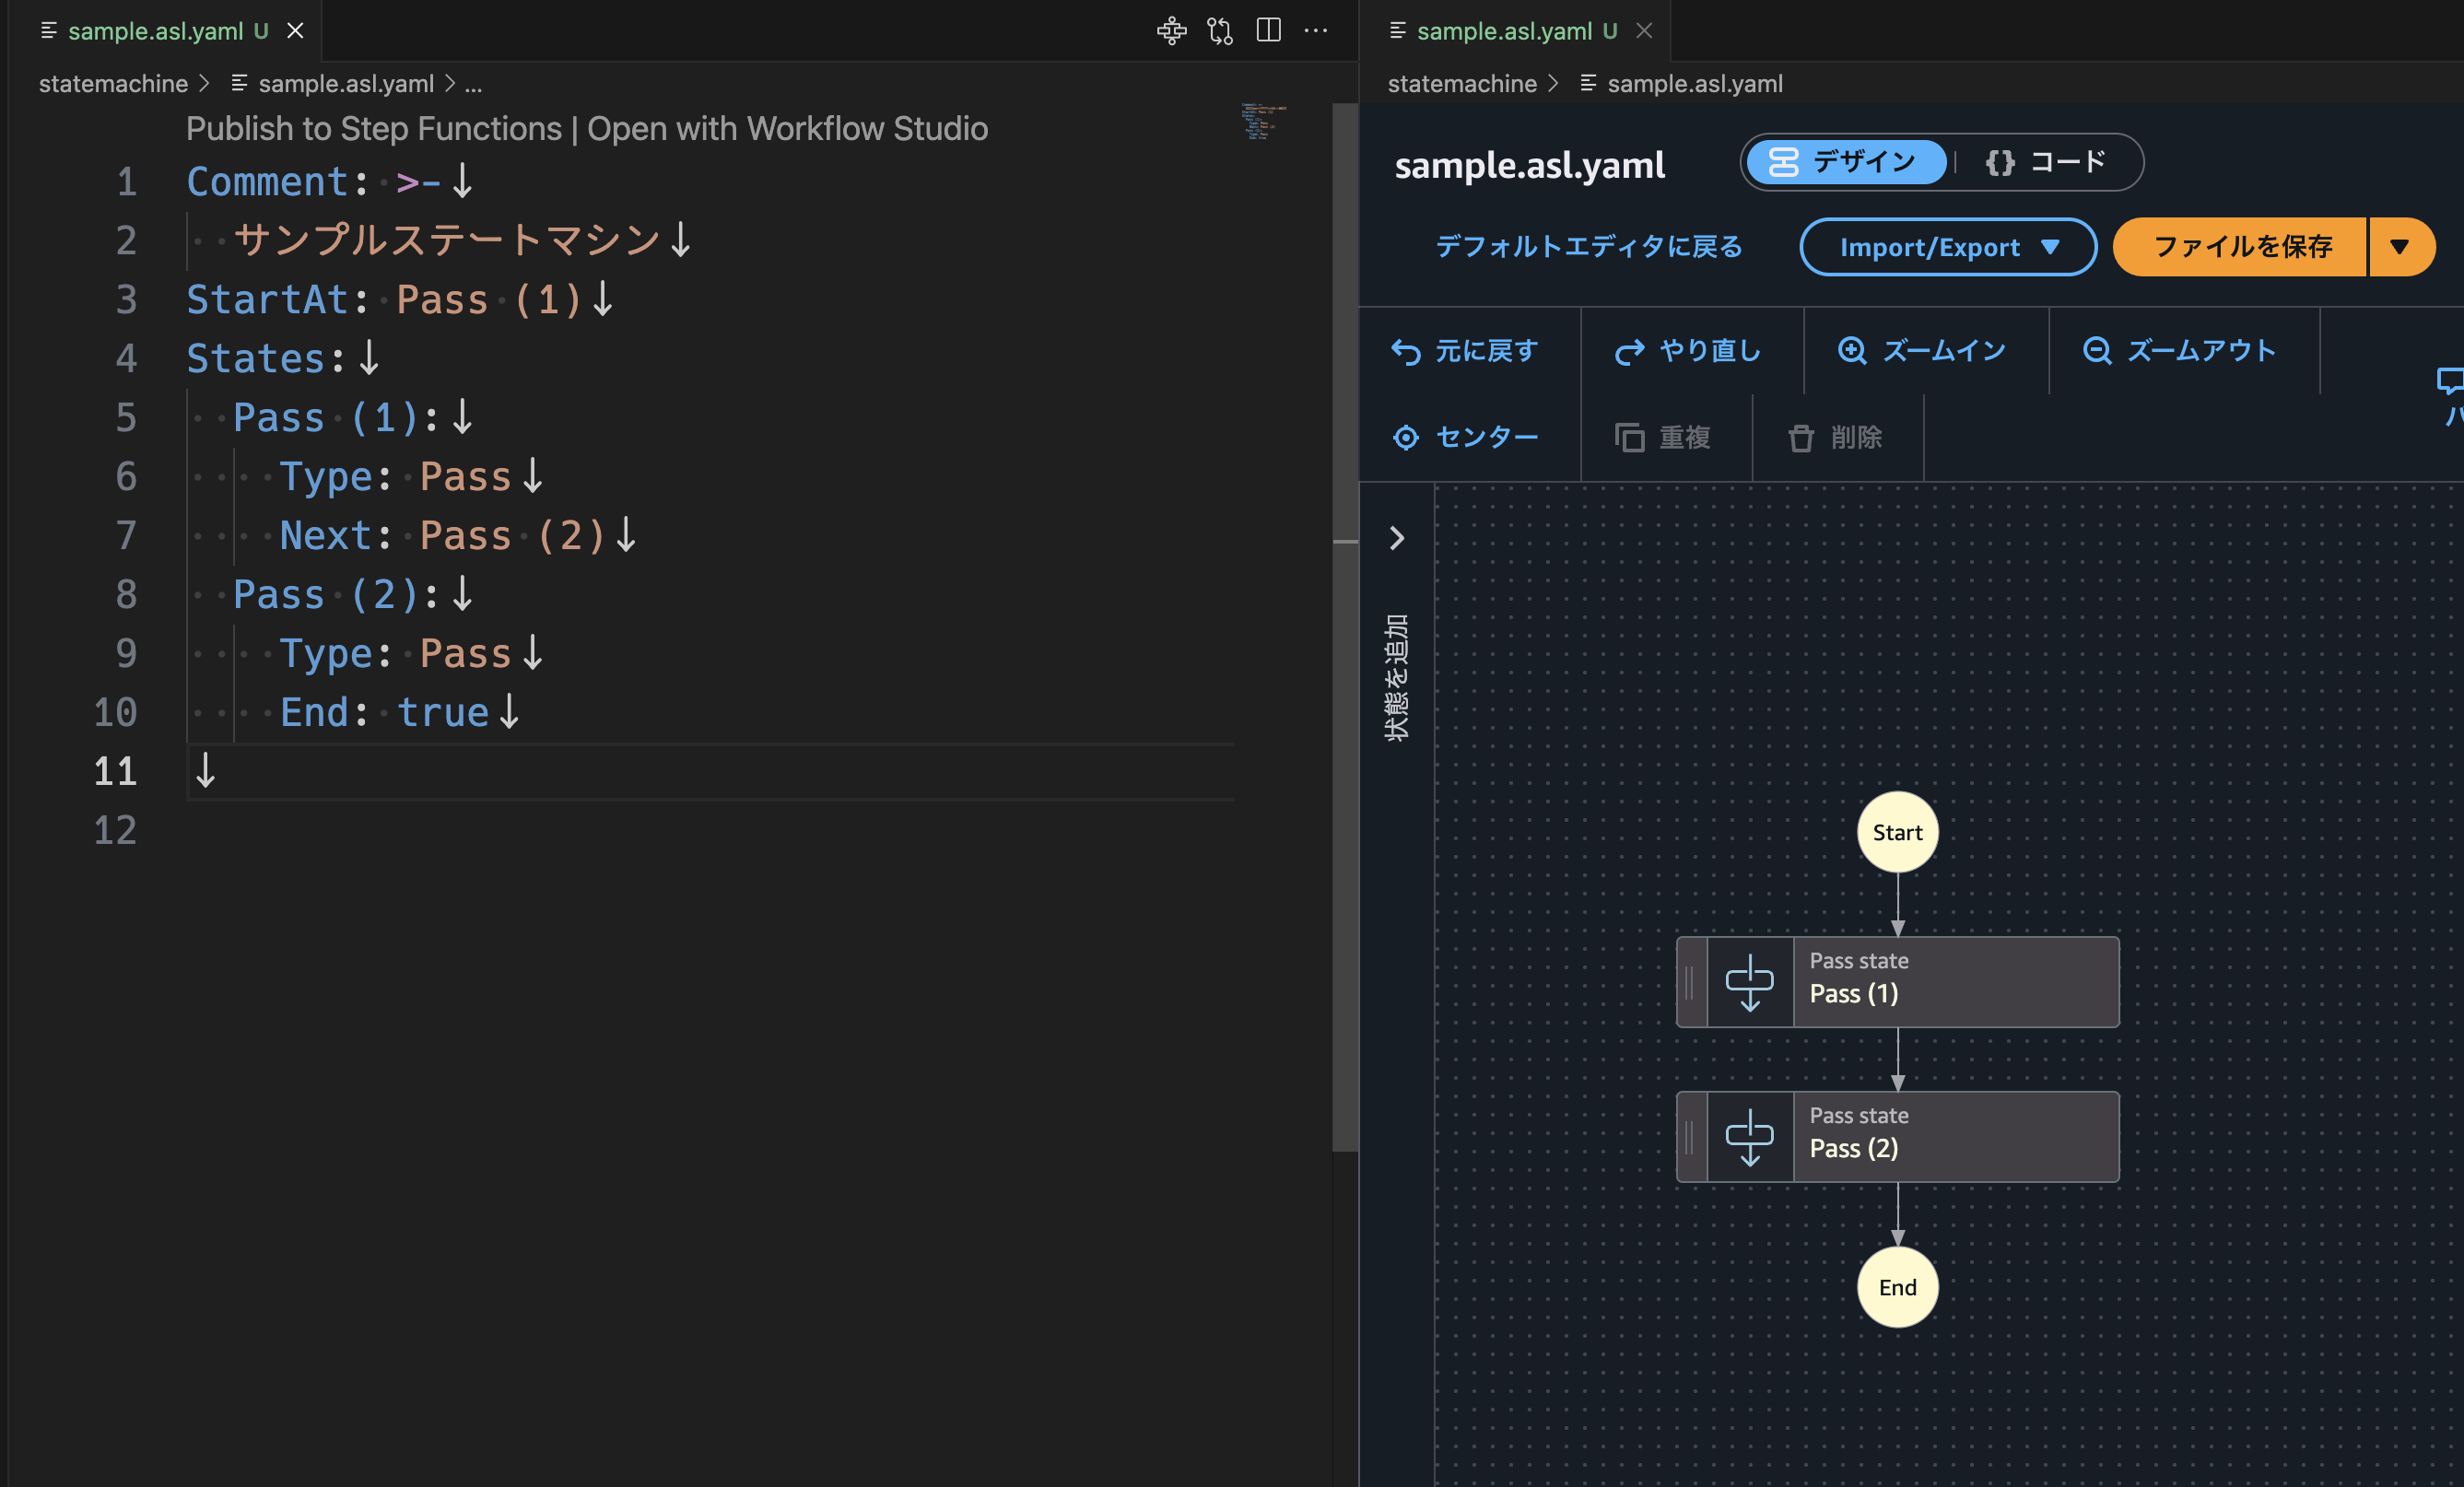 sample.asl.yaml U
statemachine > sample.asl.yaml > ...
Publish to Step Functions | Open with Workflow Studio
1 Comment: >-↓
2 サンプルステートマシン↓
3 StartAt: Pass (1)↓
4 States:↓
5 Pass (1):↓
6 Type: Pass↓
7 Next: Pass (2)↓
8 Pass (2):↓
9 Type: Pass↓
10 End: true↓
11 ↓
12
sample.asl.yaml U
statemachine > sample.asl.yaml
sample.asl.yaml
デザイン
{} コード
デフォルトエディタに戻る
Import/Export
ファイルを保存
元に戻す
やり直し
ズームイン
ズームアウト
センター
重複
削除
状態を追加
Start
Pass state
Pass (1)
Pass state
Pass (2)
End